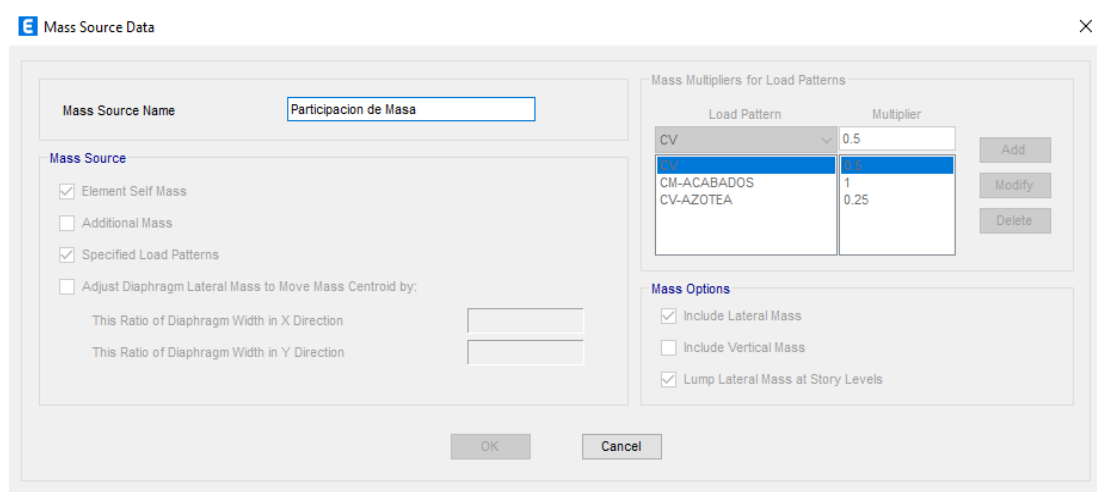 E Mass Source Data
Mass Source Name Participacion de Masa
Mass Source
Element Self Mass
Additional Mass
Specified Load Patterns
Adjust Diaphragm Lateral Mass to Move Mass Centroid by:
This Ratio of Diaphragm Width in X Direction
This Ratio of Diaphragm Width in Y Direction
Mass Multipliers for Load Patterns
Load Pattern Multiplier
CV 0.5 Add
CV 0.5
CM-ACABADOS 1 Modify
CV-AZOTEA 0.25
Delete
Mass Options
Include Lateral Mass
Include Vertical Mass
Lump Lateral Mass at Story Levels
OK Cancel